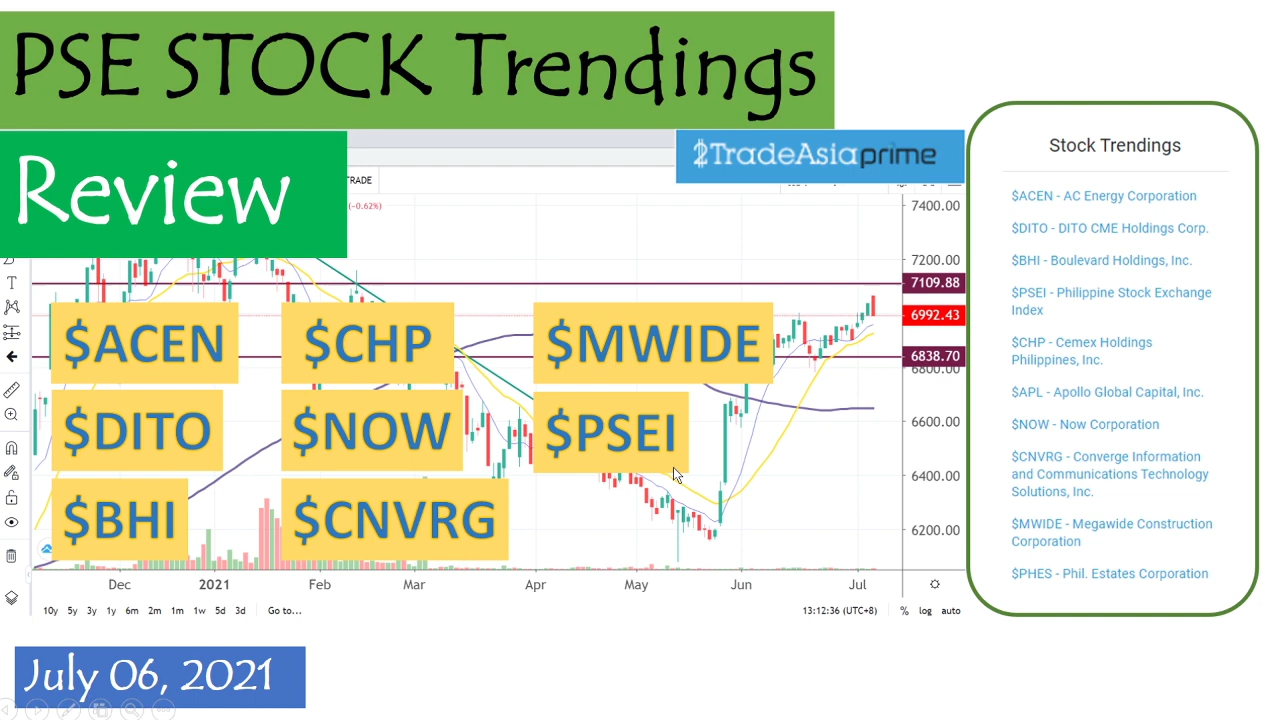 PSE STOCK Trendings
Review
TradeAsiaprime
TRADE
(-0.62%)
7400.00
7200.00
7109.88
6992.43
6838.70
6800.00
6600.00
6400.00
6200.00
$ACEN
$CHP
$MWIDE
$DITO
$NOW
$PSEI
$BHI
$CNVRG
Dec
2021
Feb
Mar
Apr
May
Jun
Jul
10y 5y 3y 1y 6m 2m 1m 1w 5d 3d Go to...
13:12:36 (UTC+8) % log auto
July 06, 2021
Stock Trendings
$ACEN - AC Energy Corporation
$DITO - DITO CME Holdings Corp.
$BHI - Boulevard Holdings, Inc.
$PSEI - Philippine Stock Exchange
Index
$CHP - Cemex Holdings
Philippines, Inc.
$APL - Apollo Global Capital, Inc.
$NOW - Now Corporation
$CNVRG - Converge Information
and Communications Technology
Solutions, Inc.
$MWIDE - Megawide Construction
Corporation
$PHES - Phil. Estates Corporation